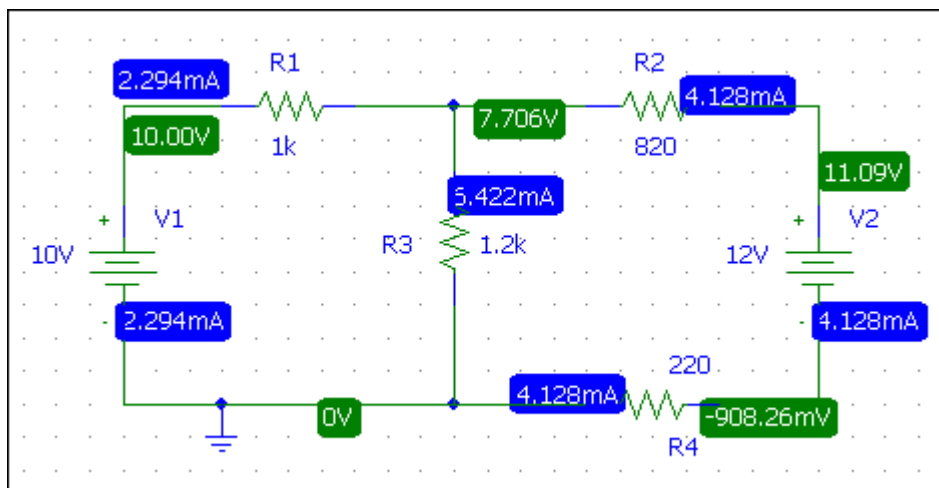 R1
R2
2.294mA
4.128mA
10.00V
7.706V
1k
820
11.09V
+
V1
6.422mA
+
V2
R3
1.2k
10V
12V
-
2.294mA
-
4.128mA
220
4.128mA
0V
-908.26mV
R4